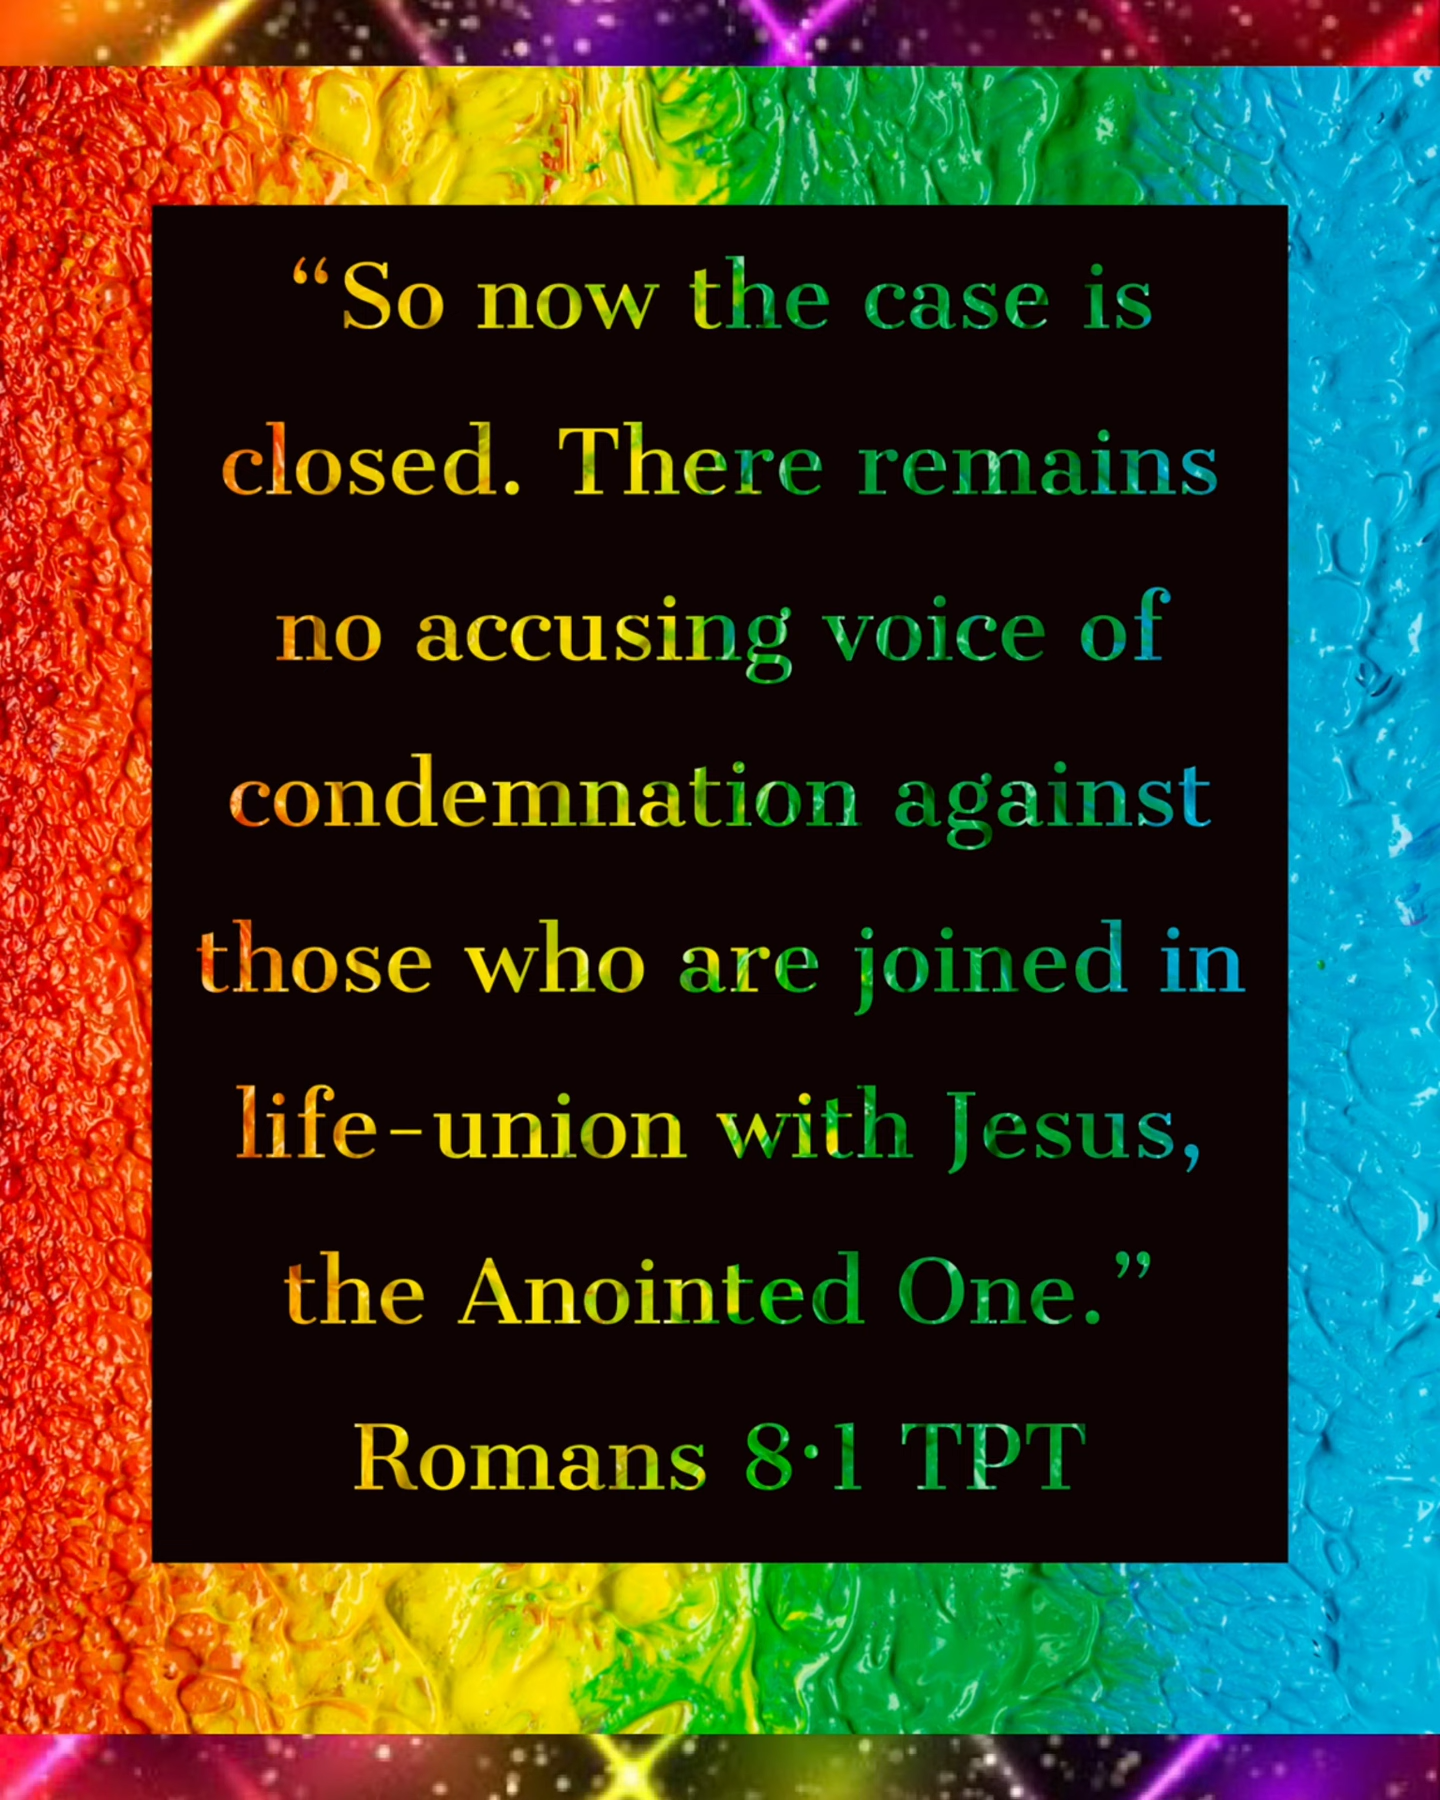 “So now the case is
closed. There remains
no accusing voice of
condemnation against
those who are joined in
life-union with Jesus,
the Anointed One.”
Romans 8·1 TPT